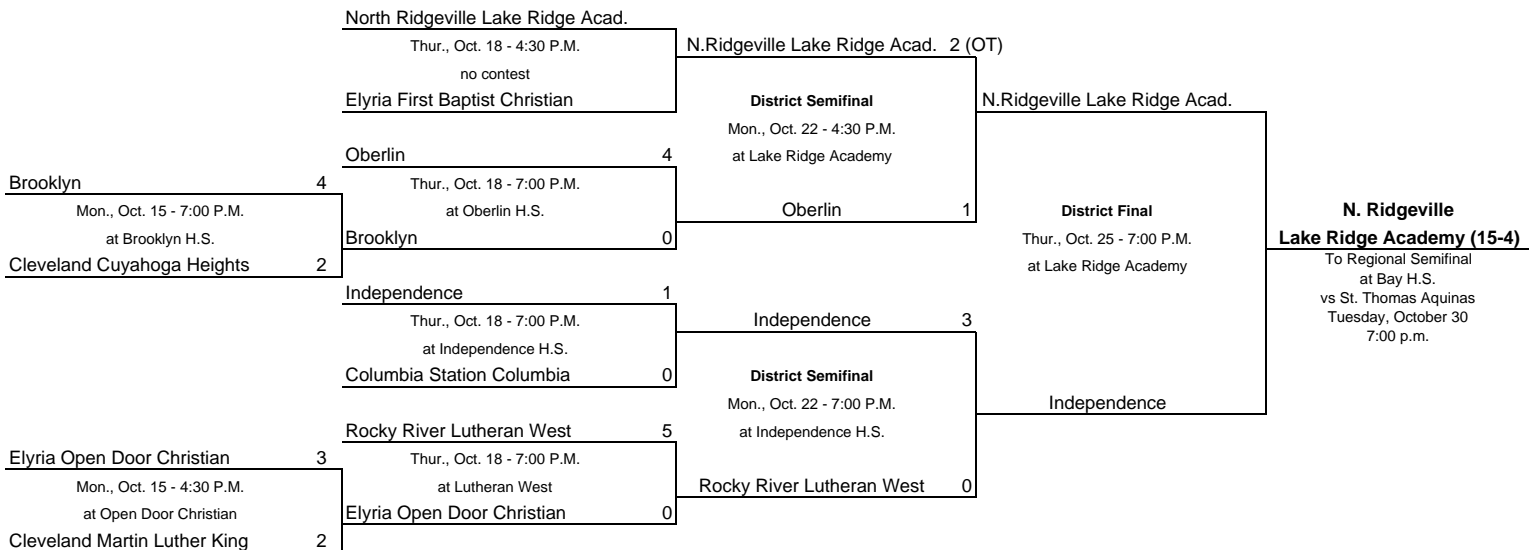 North Ridgeville Lake Ridge Acad.
Thur., Oct. 18 - 4:30 P.M.
no contest
Elyria First Baptist Christian
N.Ridgeville Lake Ridge Acad. 2 (OT)
District Semifinal
Mon., Oct. 22 - 4:30 P.M.
at Lake Ridge Academy
N.Ridgeville Lake Ridge Acad.
Oberlin 4
Thur., Oct. 18 - 7:00 P.M.
at Oberlin H.S.
Brooklyn 0
Brooklyn 4
Mon., Oct. 15 - 7:00 P.M.
at Brooklyn H.S.
Cleveland Cuyahoga Heights 2
Oberlin 1
District Final
Thur., Oct. 25 - 7:00 P.M.
at Lake Ridge Academy
N. Ridgeville
Lake Ridge Academy (15-4)
To Regional Semifinal
at Bay H.S.
vs St. Thomas Aquinas
Tuesday, October 30
7:00 p.m.
Independence 1
Thur., Oct. 18 - 7:00 P.M.
at Independence H.S.
Columbia Station Columbia 0
Independence 3
District Semifinal
Mon., Oct. 22 - 7:00 P.M.
at Independence H.S.
Independence
Rocky River Lutheran West 5
Thur., Oct. 18 - 7:00 P.M.
at Lutheran West
Elyria Open Door Christian 0
Rocky River Lutheran West 0
Elyria Open Door Christian 3
Mon., Oct. 15 - 4:30 P.M.
at Open Door Christian
Cleveland Martin Luther King 2